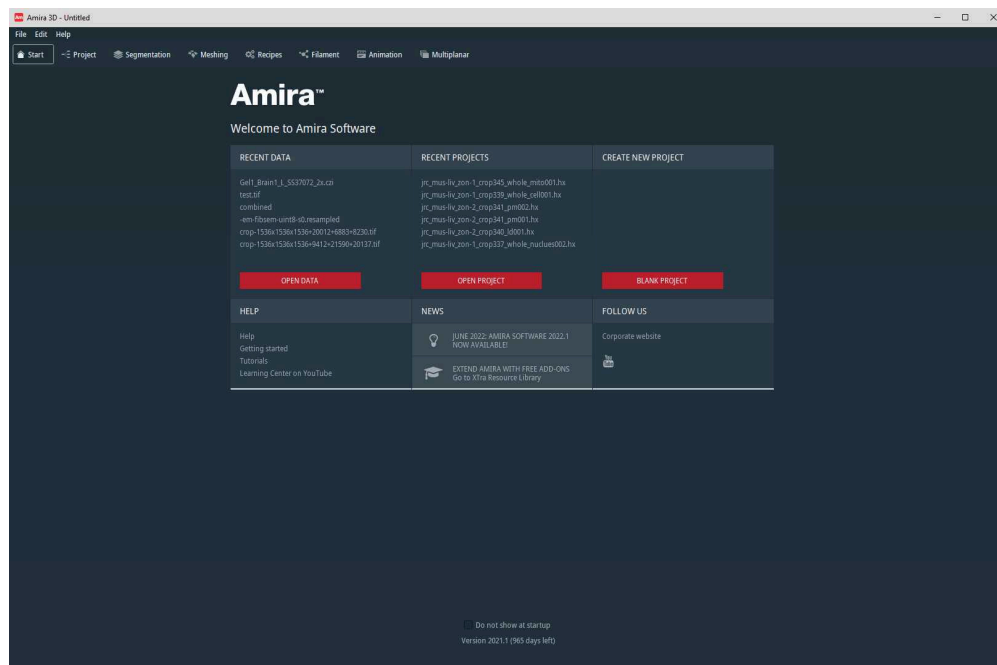 Am Amira 3D - Untitled
File Edit Help
Start Project Segmentation Meshing Recipes Filament Animation Multiplanar
Amira™
Welcome to Amira Software
RECENT DATA
Gel1_Brain1_L_SS37072_2x.czi
test.tif
combined
-em-fibsem-uint8-s0.resampled
crop-1536x1536x1536+20012+6883+8230.tif
crop-1536x1536x1536+9412+21590+20137.tif
OPEN DATA
RECENT PROJECTS
jrc_mus-liv_zon-1_crop345_whole_mito001.hx
jrc_mus-liv_zon-1_crop339_whole_cell001.hx
jrc_mus-liv_zon-2_crop341_pm002.hx
jrc_mus-liv_zon-2_crop341_pm001.hx
jrc_mus-liv_zon-2_crop340_ld001.hx
jrc_mus-liv_zon-1_crop337_whole_nuclues002.hx
OPEN PROJECT
CREATE NEW PROJECT
BLANK PROJECT
HELP
Help
Getting started
Tutorials
Learning Center on YouTube
NEWS
JUNE 2022: AMIRA SOFTWARE 2022.1
NOW AVAILABLE!
EXTEND AMIRA WITH FREE ADD-ONS
Go to XTra Resource Library
FOLLOW US
Corporate website
You
Tube
Do not show at startup
Version 2021.1 (965 days left)